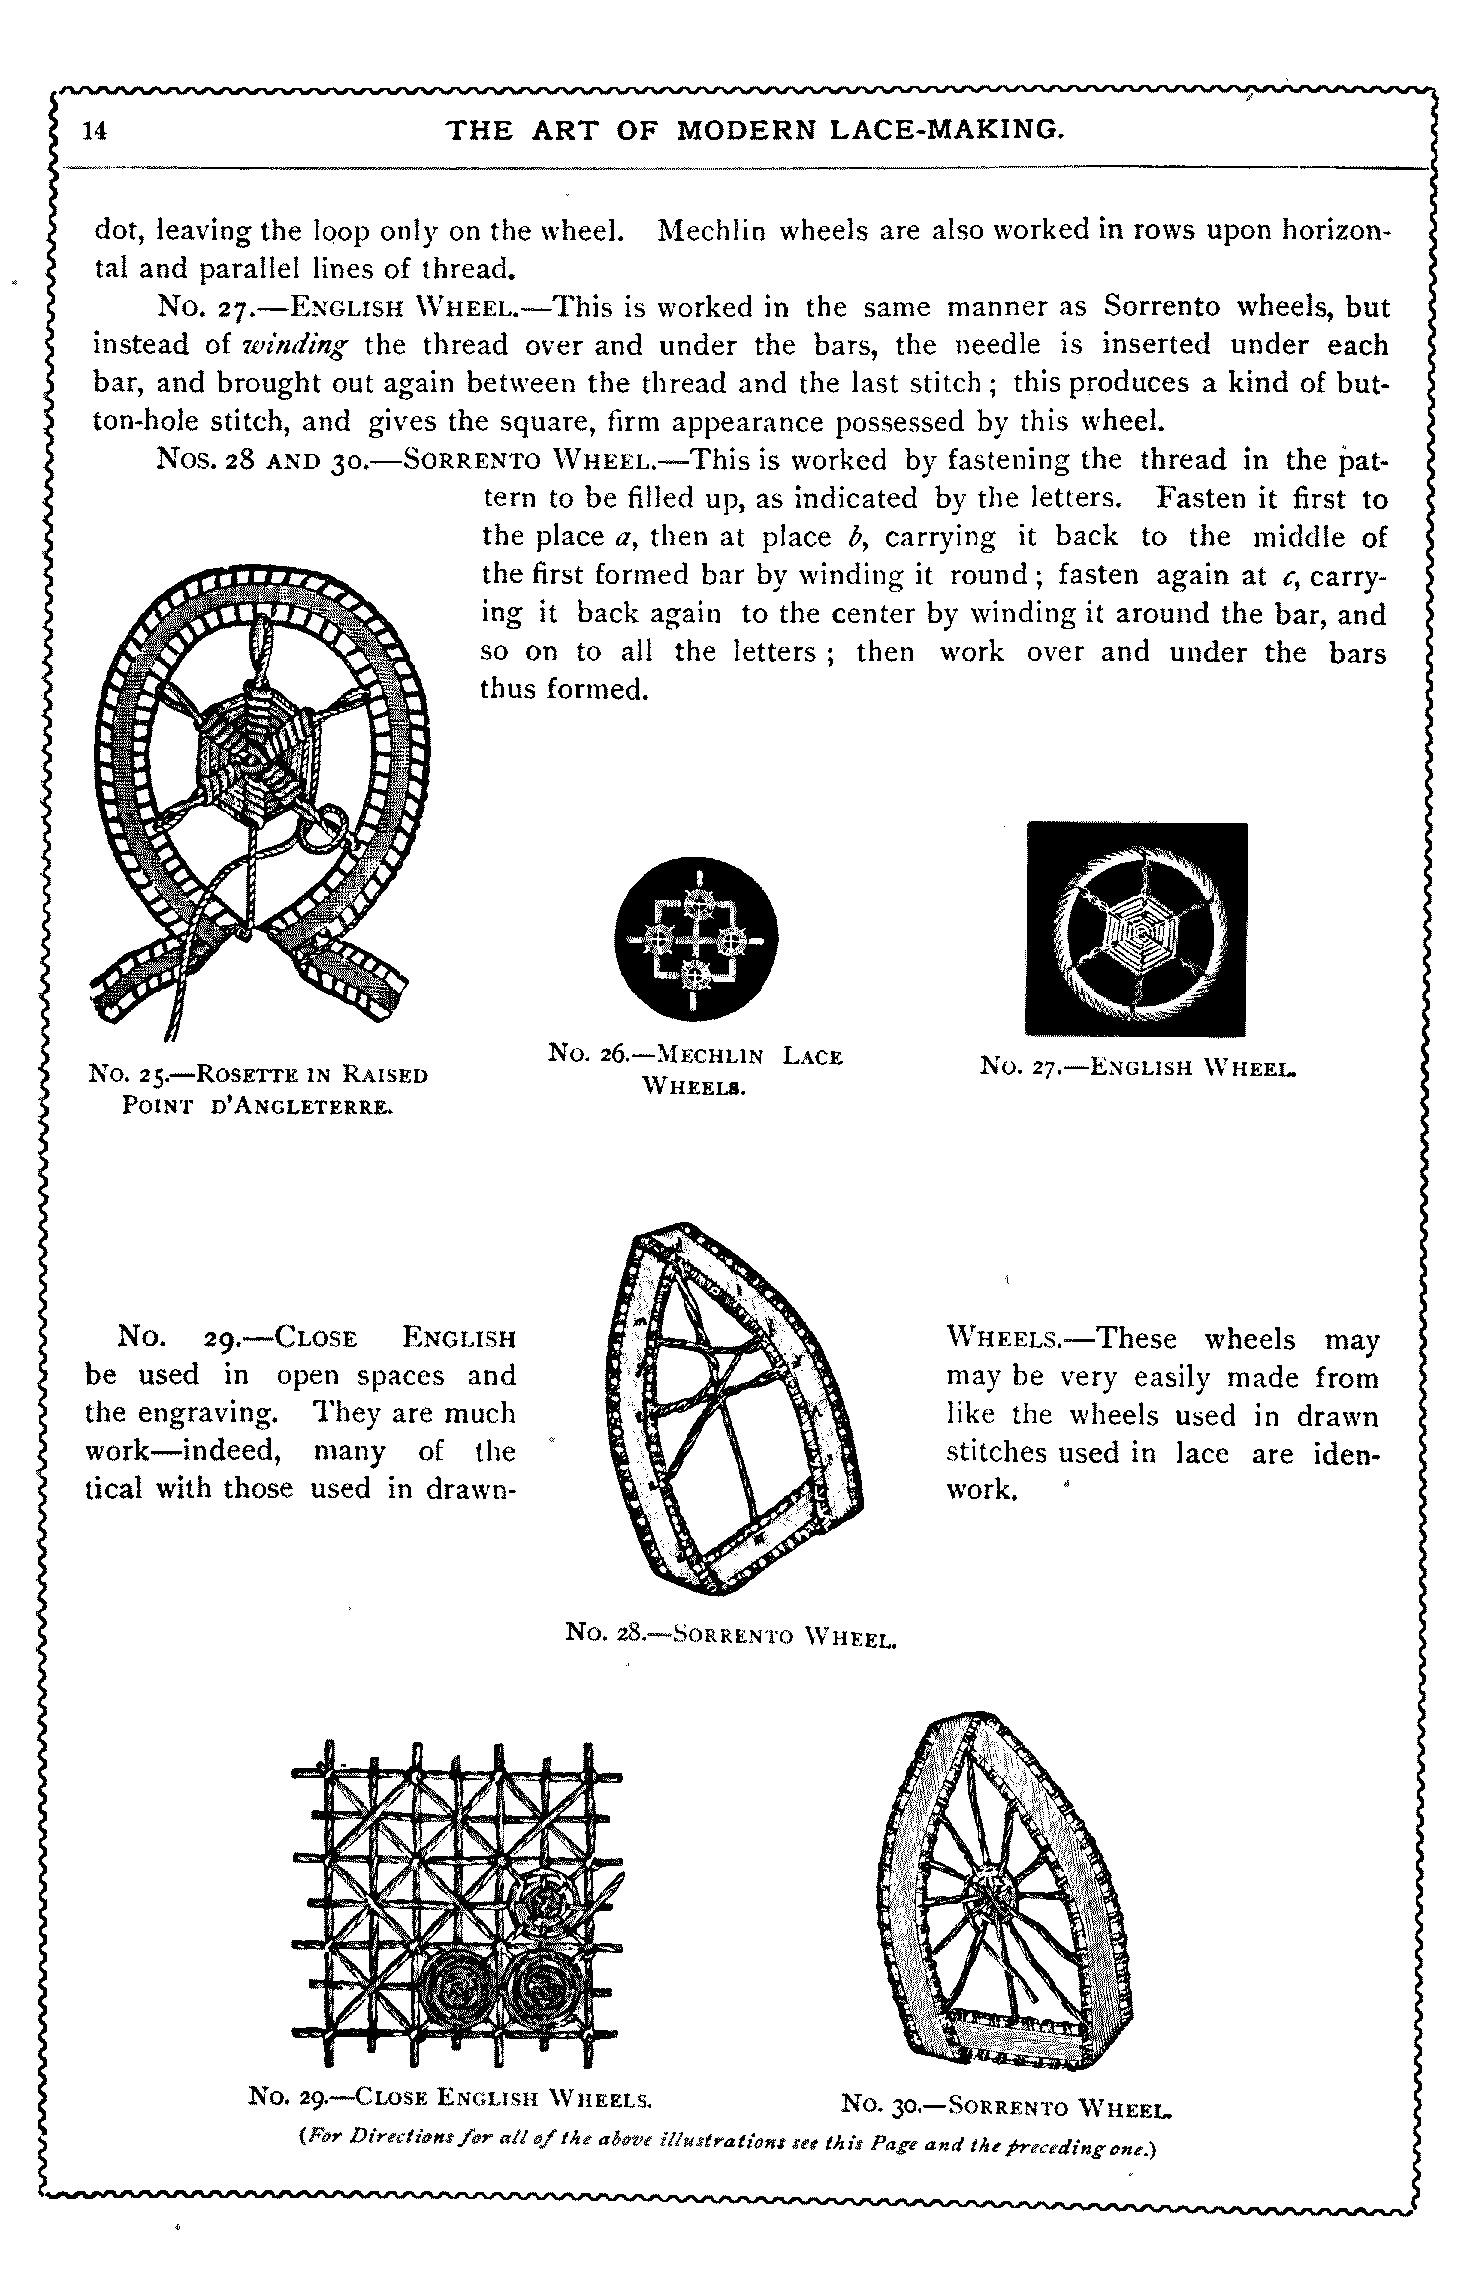 14 THE ART OF MODERN LACE-MAKING.
dot, leaving the loop only on the wheel. Mechlin wheels are also worked in rows upon horizon-
tal and parallel lines of thread.
No. 27.—English Wheel.—This is worked in the same manner as Sorrento wheels, but
instead of winding the thread over and under the bars, the needle is inserted under each
bar, and brought out again between the thread and the last stitch; this produces a kind of but-
ton-hole stitch, and gives the square, firm appearance possessed by this wheel.
Nos. 28 and 30.—Sorrento Wheel.—This is worked by fastening the thread in the pat-
tern to be filled up, as indicated by the letters. Fasten it first to
the place a, then at place b, carrying it back to the middle of
the first formed bar by winding it round; fasten again at c, carry-
ing it back again to the center by winding it around the bar, and
so on to all the letters; then work over and under the bars
thus formed.
No. 25.—Rosette in Raised
Point d'Angleterre.
No. 26.—Mechlin Lace
Wheels.
No. 27.—English Wheel.
No. 29.—Close English Wheels.—These wheels may
be used in open spaces and may be very easily made from
the engraving. They are much like the wheels used in drawn
work—indeed, many of the stitches used in lace are iden-
tical with those used in drawn-work.
No. 28.—Sorrento Wheel.
No. 29.—Close English Wheels.
No. 30.—Sorrento Wheel.
(For Directions for all of the above illustrations see this Page and the preceding one.)